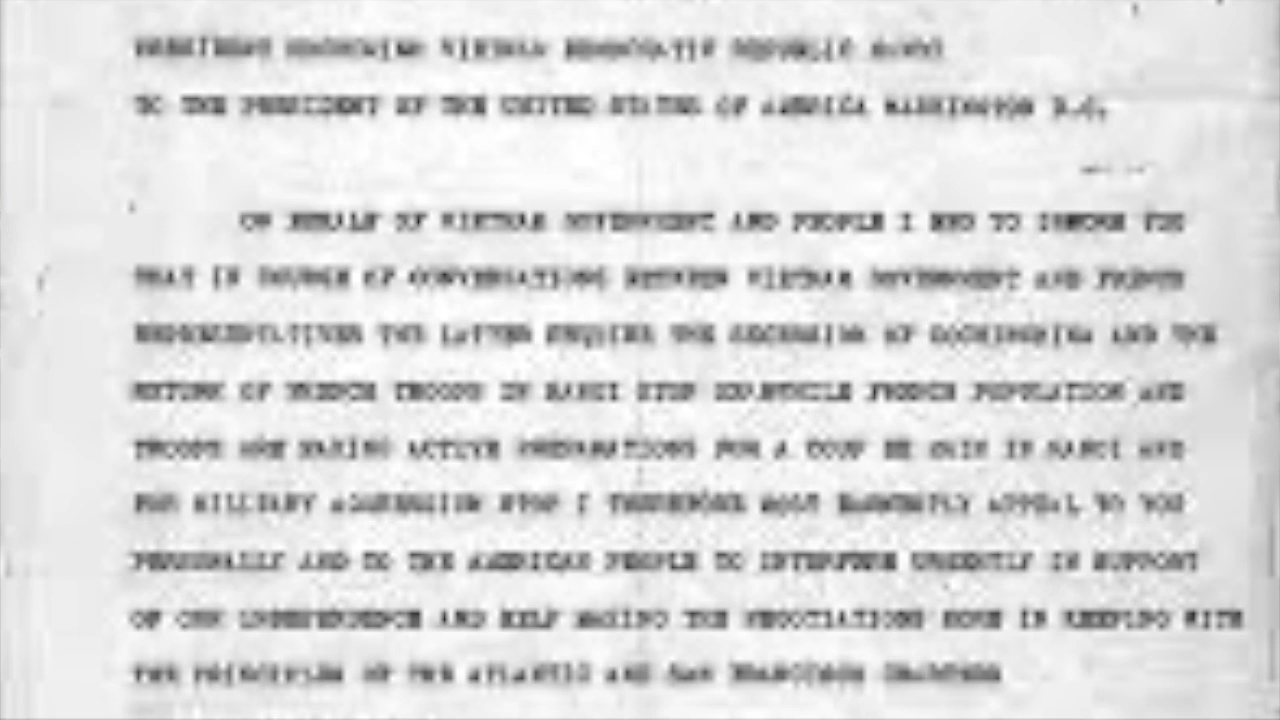 PRESIDENT HOCHIMINH VIETNAM DEMOCRATIC REPUBLIC HANOI
TO THE PRESIDENT OF THE UNITED STATES OF AMERICA WASHINGTON D.C.
ON BEHALF OF VIETNAM GOVERNMENT AND PEOPLE I BEG TO INFORM YOU
THAT IN COURSE OF CONVERSATIONS BETWEEN VIETNAM GOVERNMENT AND FRENCH
REPRESENTATIVES THE LATTER REQUIRE THE SECESSION OF COCHINCHINA AND THE
RETURN OF FRENCH TROOPS IN HANOI STOP MEANWHILE FRENCH POPULATION AND
TROOPS ARE MAKING ACTIVE PREPARATIONS FOR A COUP DE MAIN IN HANOI AND
FOR MILITARY AGGRESSION STOP I THEREFORE MOST EARNESTLY APPEAL TO YOU
PERSONALLY AND TO THE AMERICAN PEOPLE TO INTERFERE URGENTLY IN SUPPORT
OF OUR INDEPENDENCE AND HELP MAKING THE NEGOTIATIONS MORE IN KEEPING WITH
THE PRINCIPLES OF THE ATLANTIC AND SAN FRANCISCO CHARTERS